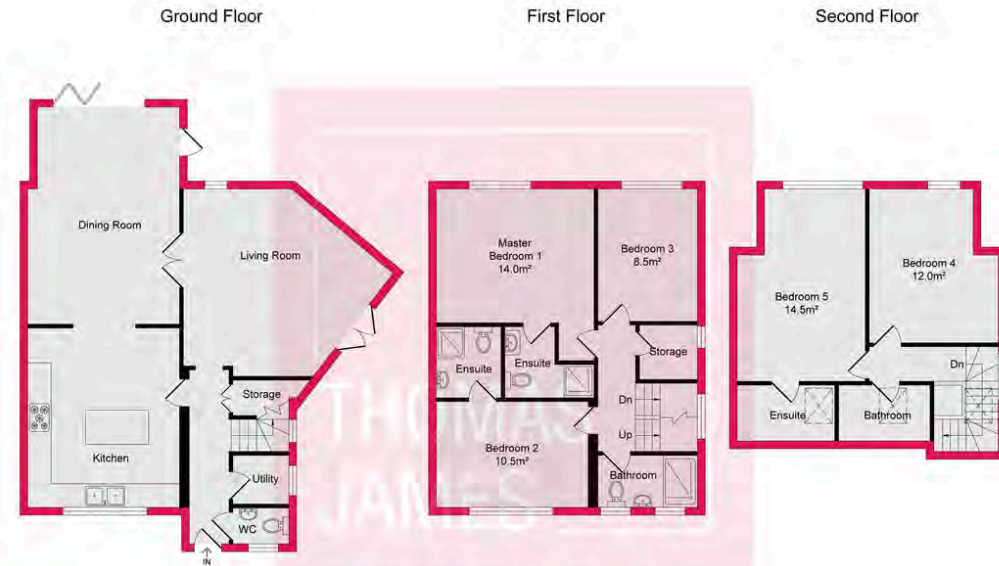 Ground Floor
First Floor
Second Floor
Dining Room
Living Room
Kitchen
Storage
Utility
WC
IN
Master
Bedroom 1
14.0m²
Bedroom 3
8.5m²
Ensuite
Ensuite
Storage
Bedroom 2
10.5m²
Dn
Up
Bathroom
Bedroom 5
14.5m²
Bedroom 4
12.0m²
Dn
Ensuite
Bathroom
THOMAS
JAMES